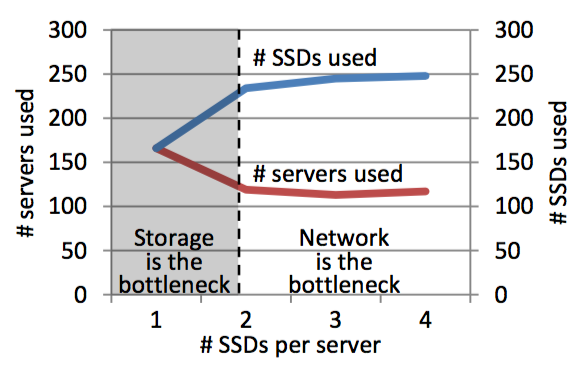 300
250
200
150
100
50
0
# servers used
300
250
200
150
100
50
0
# SSDs used
# SSDs used
# servers used
Storage
is the
bottleneck
Network
is the
bottleneck
1 2 3 4
# SSDs per server